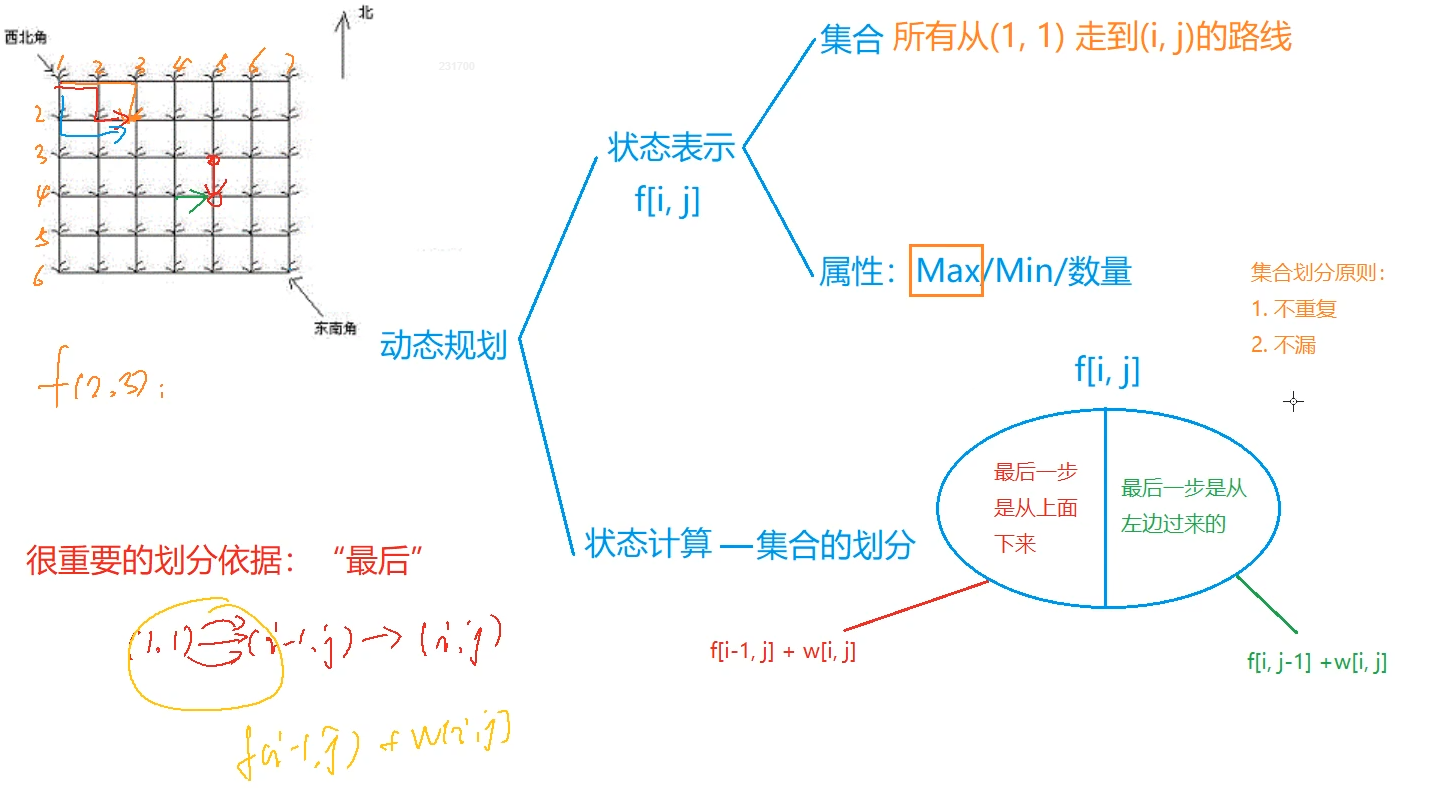 北
西北角
1 2 3 4 5 6 7
2
3
4
5
6
东南角
231700
f(2,3):
动态规划
状态表示
f[i, j]
集合 所有从(1, 1) 走到(i, j)的路线
属性: Max/Min/数量
集合划分原则:
1. 不重复
2. 不漏
状态计算 — 集合的划分
f[i, j]
最后一步
是从上面
下来
最后一步是从
左边过来的
f[i-1, j] + w[i, j]
f[i, j-1] +w[i, j]
很重要的划分依据: “最后”
(1,1) → (i-1,j) → (i,j)
f(i-1,j) + w(i,j)